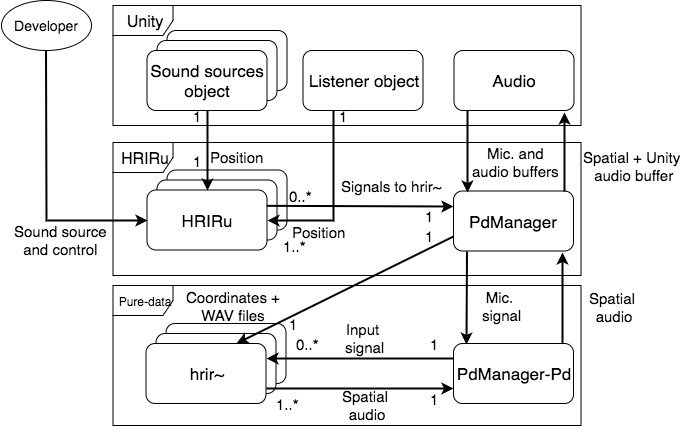 Developer
Unity
Sound sources
object
Listener object
Audio
1
1
HRIRu
1
Position
Mic. and
audio buffers
Spatial + Unity
audio buffer
0..*
Signals to hrir~
HRIRu
1
PdManager
Sound source
and control
Position
1
1..*
Pure-data
Coordinates +
WAV files
Mic.
signal
Spatial
audio
1
0..*
Input
signal
1
hrir~
PdManager-Pd
1..*
Spatial
audio
1